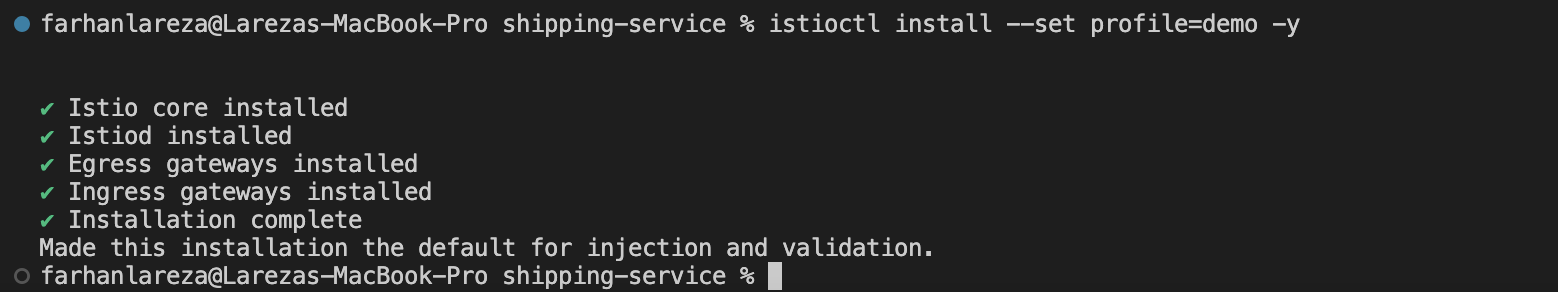 farhanlareza@Larezas-MacBook-Pro shipping-service % istioctl install --set profile=demo -y
✔ Istio core installed
✔ Istiod installed
✔ Egress gateways installed
✔ Ingress gateways installed
✔ Installation complete
Made this installation the default for injection and validation.
farhanlareza@Larezas-MacBook-Pro shipping-service %